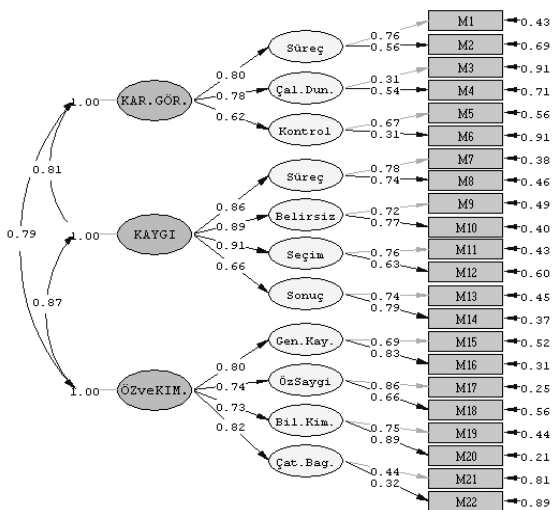 0.76 M1 0.43
Süreç 0.56 M2 0.69
0.80 0.31 M3 0.91
1.00 KAR.GÖR. 0.78 Çal.Dun. 0.54 M4 0.71
0.62 0.67 M5 0.56
Kontrol 0.31 M6 0.91
0.81 0.78 M7 0.38
Süreç 0.74 M8 0.46
0.86 0.72 M9 0.49
0.79 1.00 KAYGI 0.89 Belirsiz 0.77 M10 0.40
0.91 0.76 M11 0.43
Seçim 0.63 M12 0.60
0.66 0.74 M13 0.45
0.87 Sonuç 0.79 M14 0.37
0.69 M15 0.52
Gen.Kay. 0.83 M16 0.31
0.80 0.86 M17 0.25
1.00 ÖZveKIM. 0.74 ÖzSaygi 0.66 M18 0.56
0.73 0.75 M19 0.44
Bil.Kim. 0.89 M20 0.21
0.82 0.44 M21 0.81
Çat.Bag. 0.32 M22 0.89